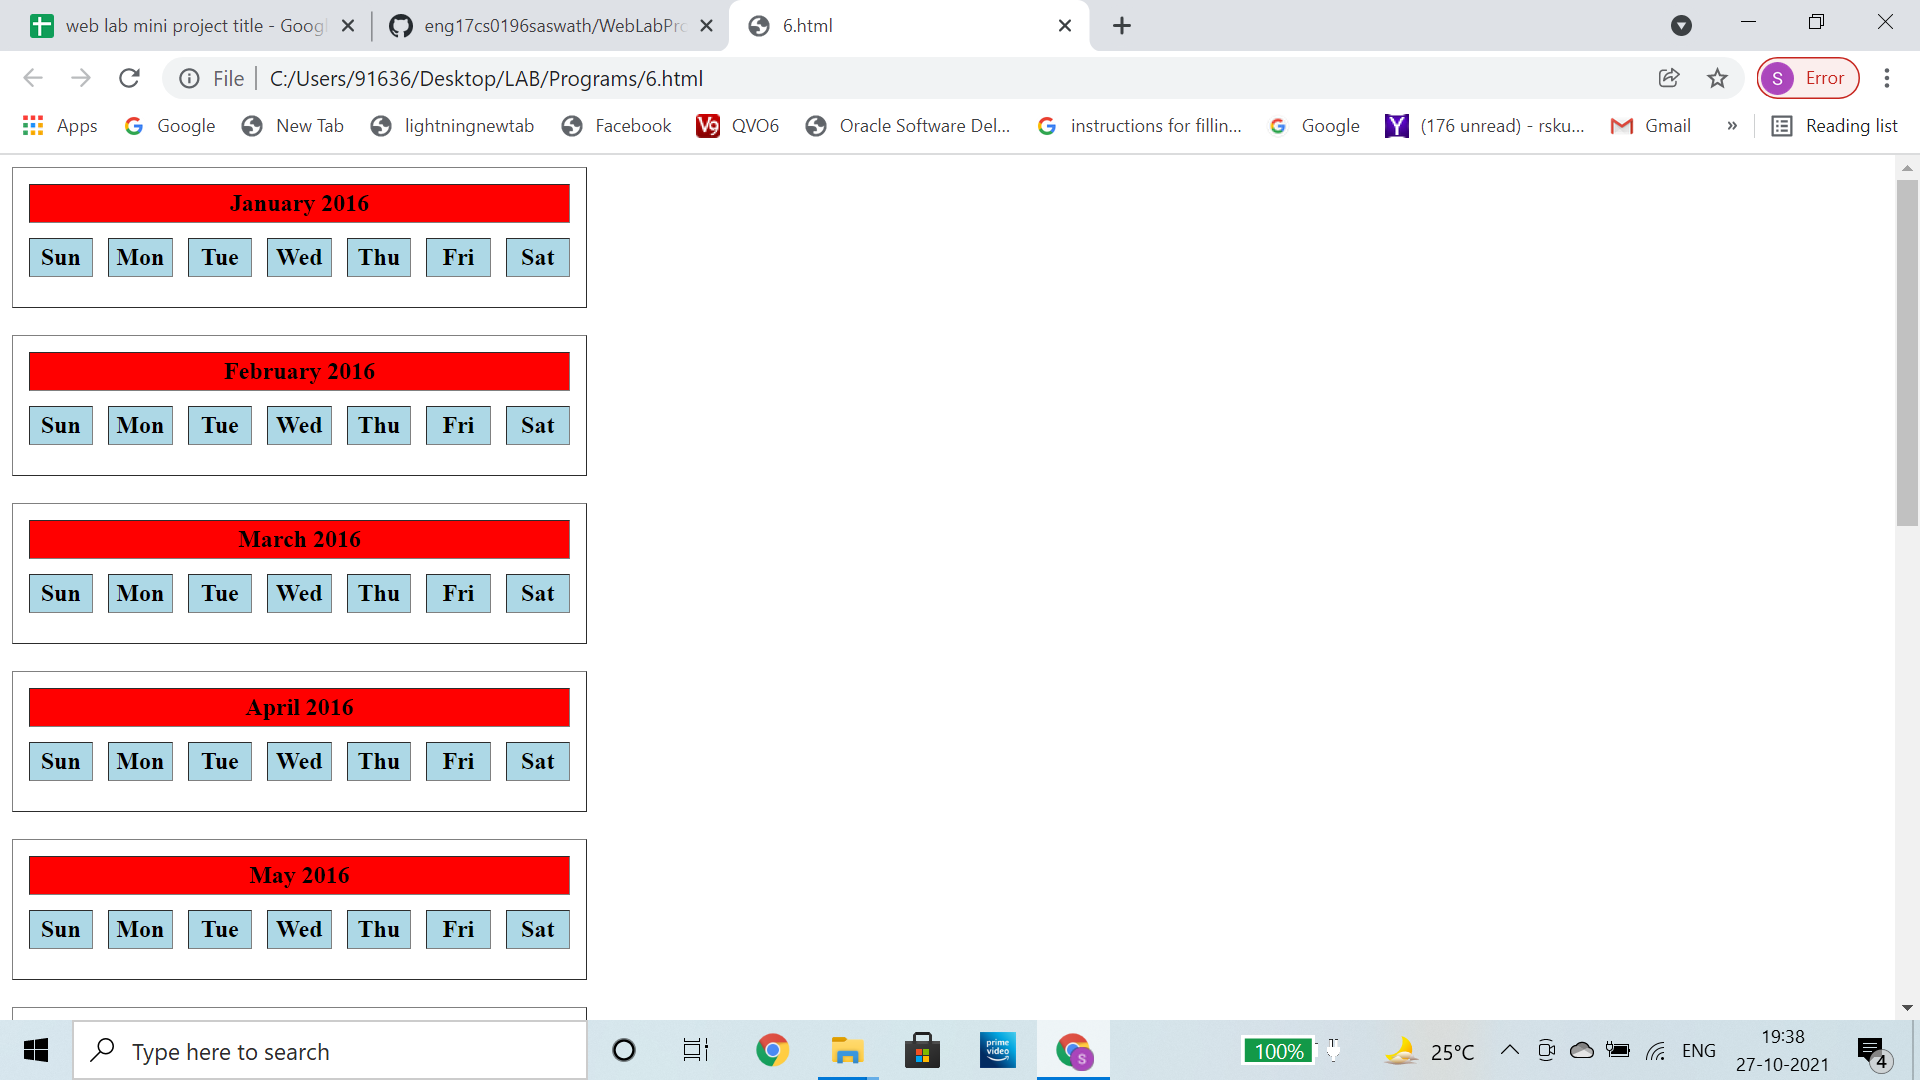 web lab mini project title - Googl
eng17cs0196saswath/WebLabPro
6.html
File
C:/Users/91636/Desktop/LAB/Programs/6.html
S
Error
Apps
Google
New Tab
lightningnewtab
Facebook
V9
QVO6
Oracle Software Del...
instructions for fillin...
Google
Y
(176 unread) - rsku...
Gmail
»
Reading list
January 2016
Sun Mon Tue Wed Thu Fri Sat
February 2016
Sun Mon Tue Wed Thu Fri Sat
March 2016
Sun Mon Tue Wed Thu Fri Sat
April 2016
Sun Mon Tue Wed Thu Fri Sat
May 2016
Sun Mon Tue Wed Thu Fri Sat
Type here to search
prime
video
S
100%
25°C
ENG
19:38
27-10-2021
4